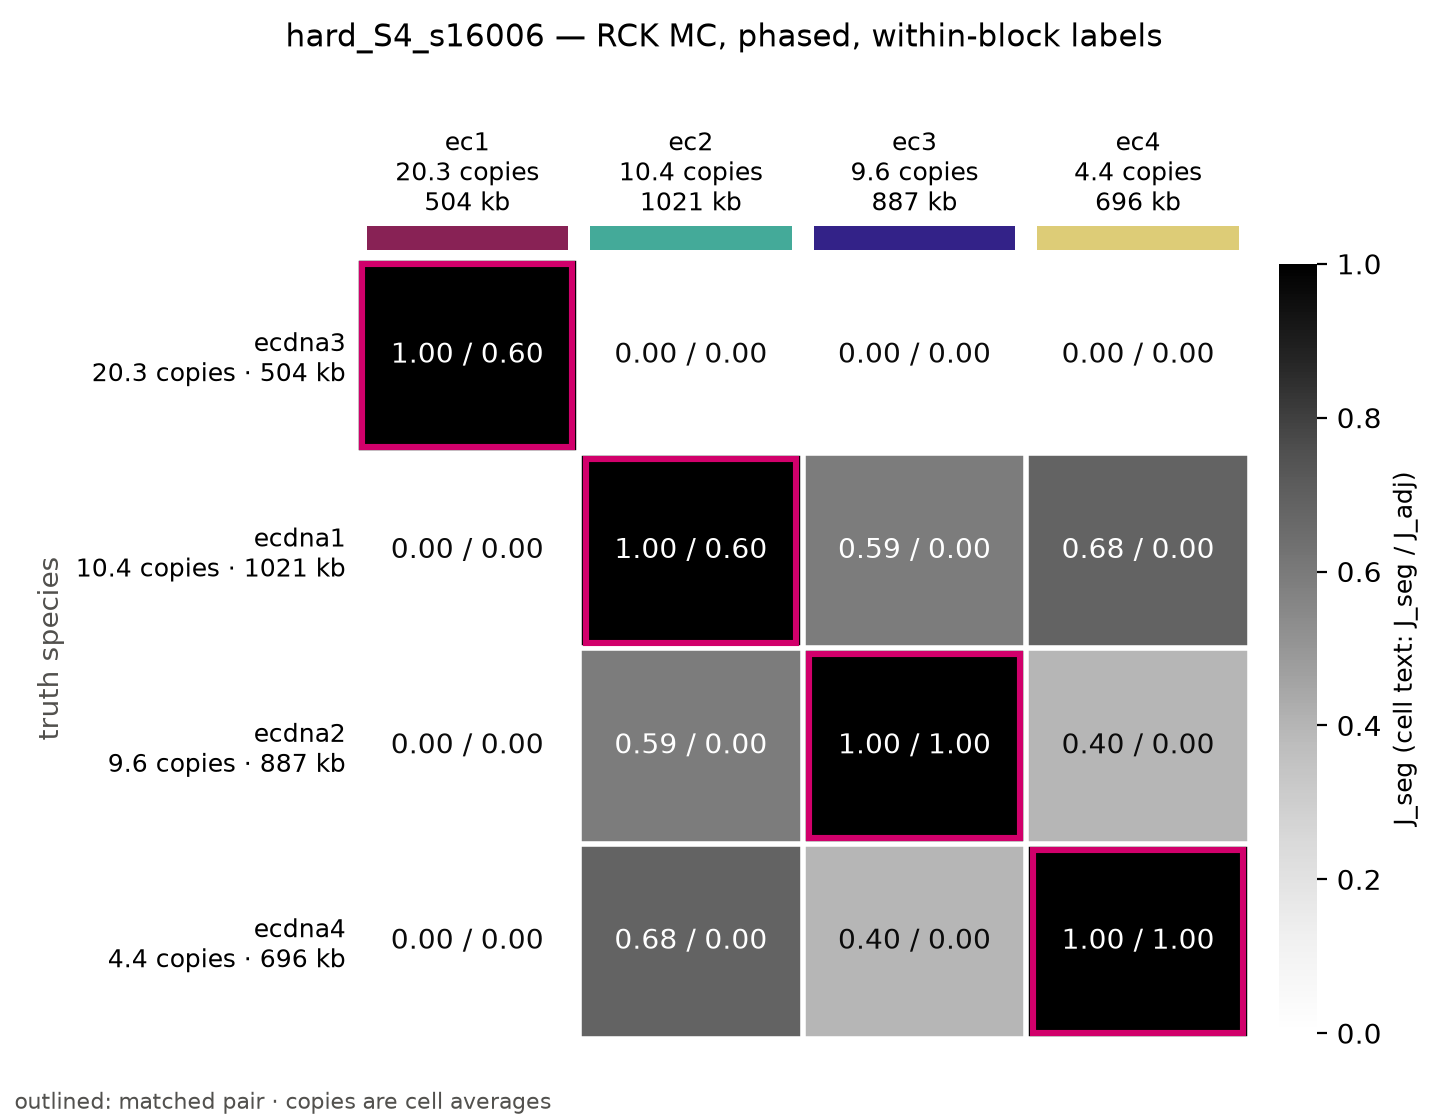 hard_S4_s16006 — RCK MC, phased, within-block labels
ec1
20.3 copies
504 kb
ec2
10.4 copies
1021 kb
ec3
9.6 copies
887 kb
ec4
4.4 copies
696 kb
truth species
ecdna3
20.3 copies · 504 kb
1.00 / 0.60
0.00 / 0.00
0.00 / 0.00
0.00 / 0.00
ecdna1
10.4 copies · 1021 kb
0.00 / 0.00
1.00 / 0.60
0.59 / 0.00
0.68 / 0.00
ecdna2
9.6 copies · 887 kb
0.00 / 0.00
0.59 / 0.00
1.00 / 1.00
0.40 / 0.00
ecdna4
4.4 copies · 696 kb
0.00 / 0.00
0.68 / 0.00
0.40 / 0.00
1.00 / 1.00
1.0
0.8
0.6
0.4
0.2
0.0
J_seg (cell text: J_seg / J_adj)
outlined: matched pair · copies are cell averages